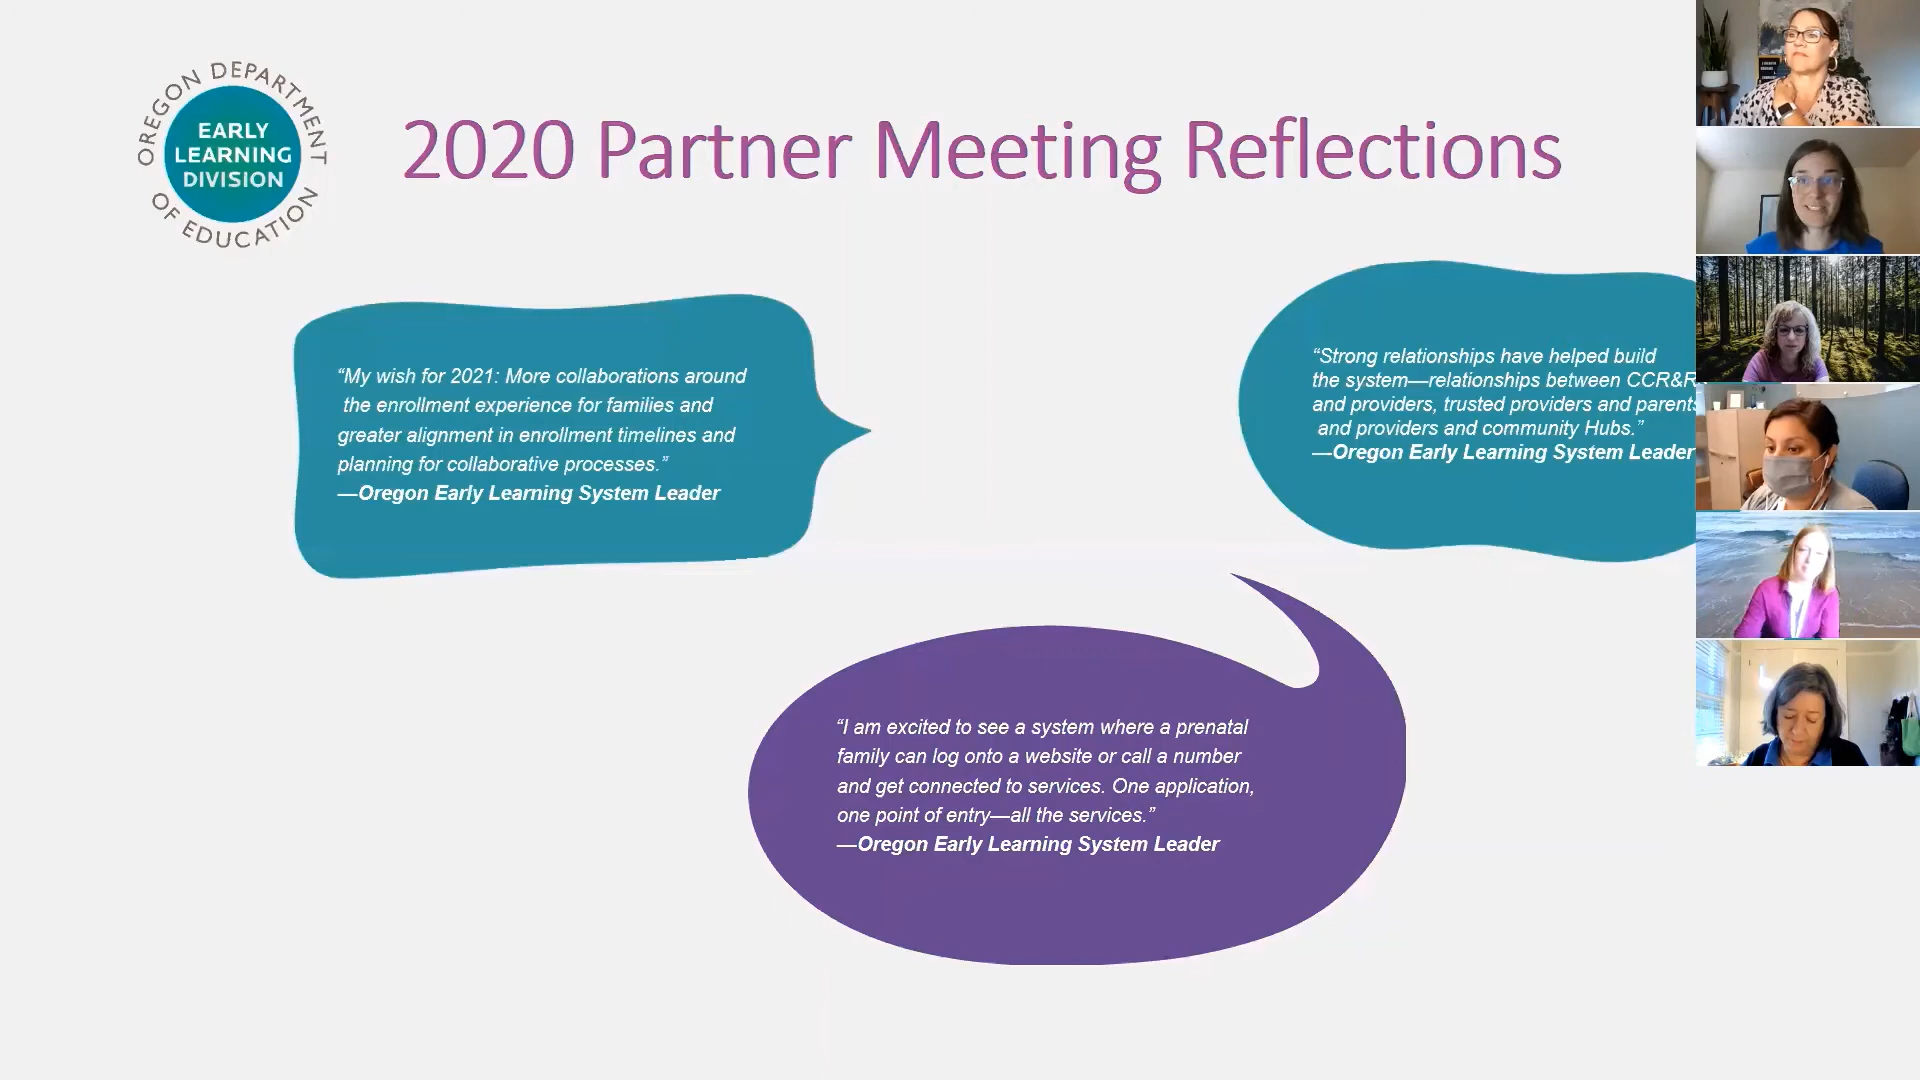 OREGON DEPARTMENT
OF EDUCATION
EARLY
LEARNING
DIVISION
2020 Partner Meeting Reflections
“My wish for 2021: More collaborations around
the enrollment experience for families and
greater alignment in enrollment timelines and
planning for collaborative processes.”
—Oregon Early Learning System Leader
“Strong relationships have helped build
the system—relationships between CCR&R
and providers, trusted providers and parents
and providers and community Hubs.”
—Oregon Early Learning System Leader
“I am excited to see a system where a prenatal
family can log onto a website or call a number
and get connected to services. One application,
one point of entry—all the services.”
—Oregon Early Learning System Leader